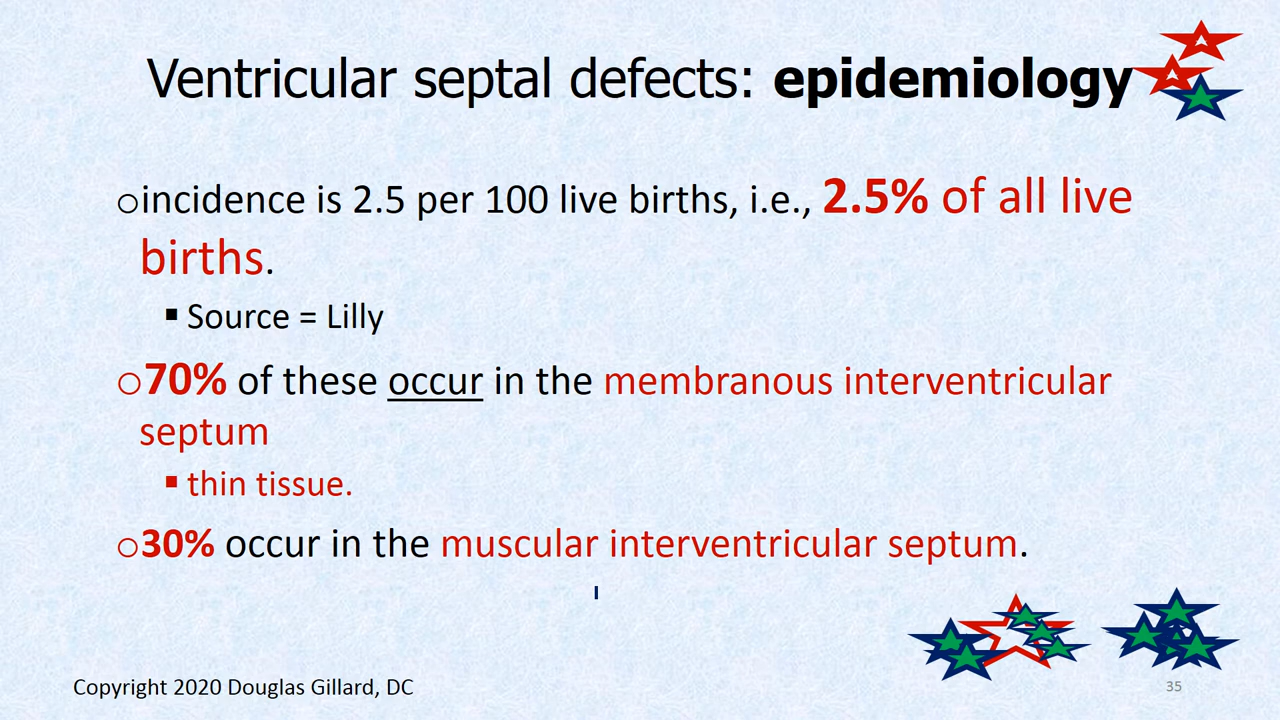 Ventricular septal defects: epidemiology
incidence is 2.5 per 100 live births, i.e., 2.5% of all live
births.
Source = Lilly
70% of these occur in the membranous interventricular
septum
thin tissue.
30% occur in the muscular interventricular septum.
Copyright 2020 Douglas Gillard, DC
35